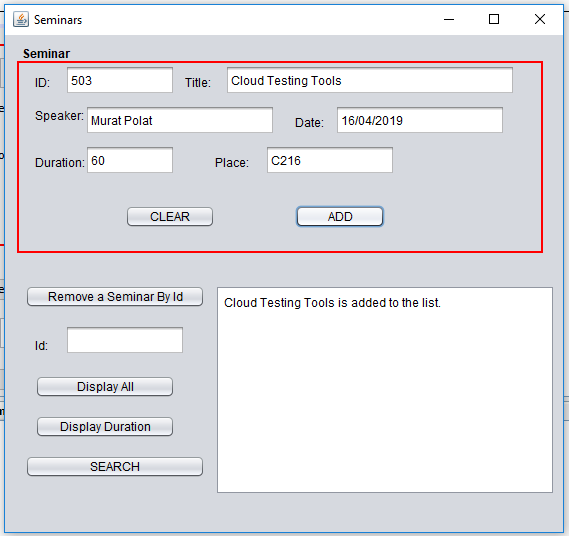 Seminars
Seminar
ID: 503 Title: Cloud Testing Tools
Speaker: Murat Polat Date: 16/04/2019
Duration: 60 Place: C216
CLEAR ADD
Remove a Seminar By Id
Cloud Testing Tools is added to the list.
Id:
Display All
Display Duration
SEARCH